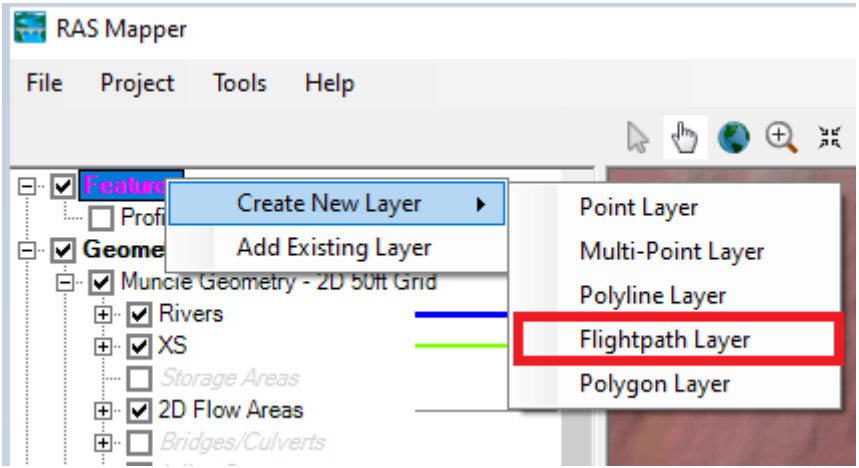 RAS Mapper
File Project Tools Help
Feature
Create New Layer
Point Layer
Profi
Add Existing Layer
Multi-Point Layer
Geome
Muncie Geometry - 2D 50ft Grid
Polyline Layer
Rivers
Flightpath Layer
XS
Polygon Layer
Storage Areas
2D Flow Areas
Bridges/Culverts